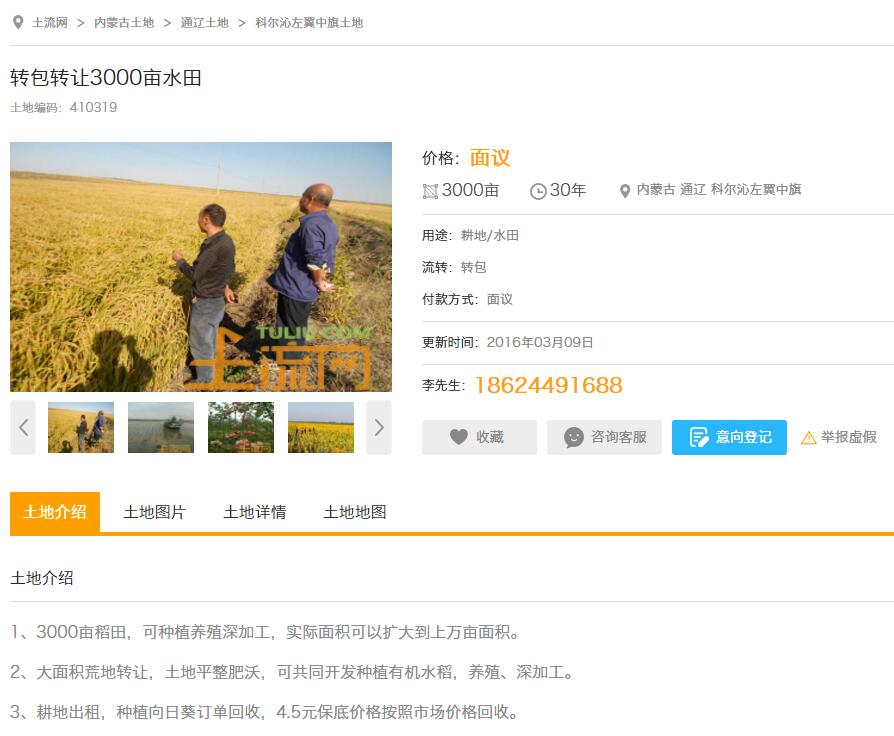 土流网 > 内蒙古土地 > 通辽土地 > 科尔沁左翼中旗土地
转包转让3000亩水田
土地编码: 410319
价格: 面议
3000亩 30年 内蒙古 通辽 科尔沁左翼中旗
用途: 耕地/水田
流转: 转包
付款方式: 面议
更新时间: 2016年03月09日
TULIU.COM
土流网
李先生: 18624491688
收藏 咨询客服 意向登记 举报虚假
土地介绍 土地图片 土地详情 土地地图
土地介绍
1、3000亩稻田，可种植养殖深加工，实际面积可以扩大到上万亩面积。
2、大面积荒地转让，土地平整肥沃，可共同开发种植有机水稻，养殖、深加工。
3、耕地出租，种植向日葵订单回收，4.5元保底价格按照市场价格回收。